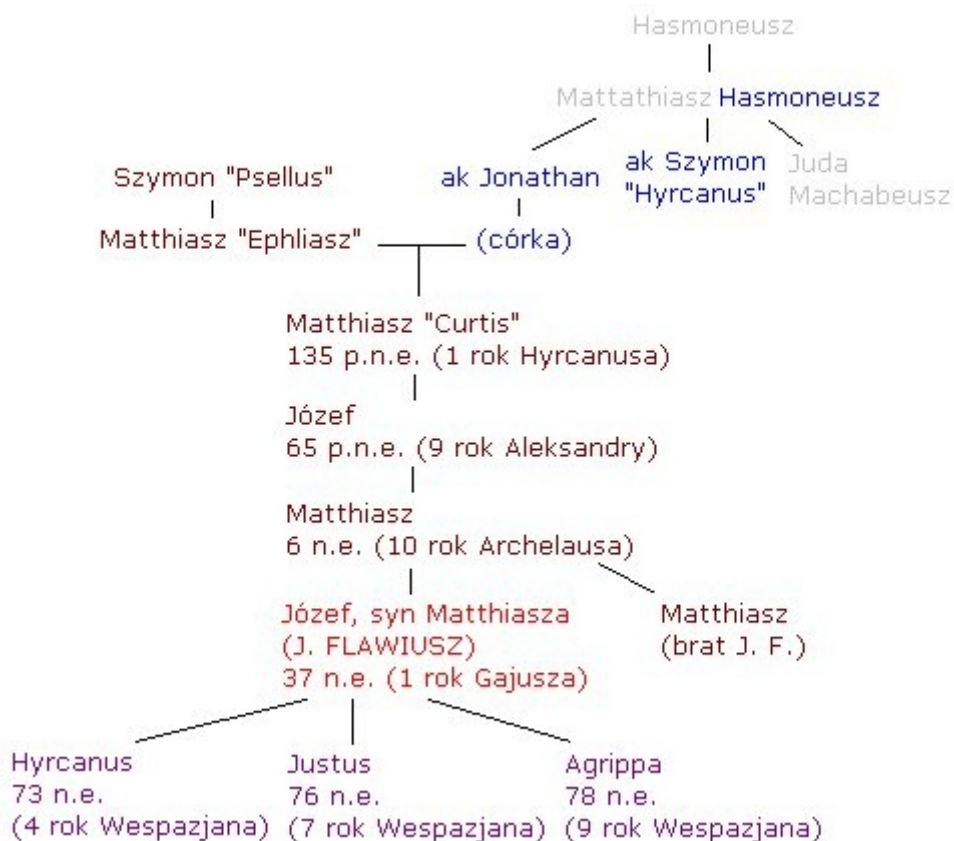 Hasmoneusz
Mattathiasz Hasmoneusz
Szymon "Psellus"
ak Jonathan
ak Szymon
"Hyrcanus"
Juda
Machabeusz
Matthiasz "Ephliasz"
(córka)
Matthiasz "Curtis"
135 p.n.e. (1 rok Hyrcanusa)
Józef
65 p.n.e. (9 rok Aleksandry)
Matthiasz
6 n.e. (10 rok Archelausa)
Józef, syn Matthiasza
(J. FLAWIUSZ)
37 n.e. (1 rok Gajusza)
Matthiasz
(brat J. F.)
Hyrcanus
73 n.e.
(4 rok Wespazjana)
Justus
76 n.e.
(7 rok Wespazjana)
Agrippa
78 n.e.
(9 rok Wespazjana)